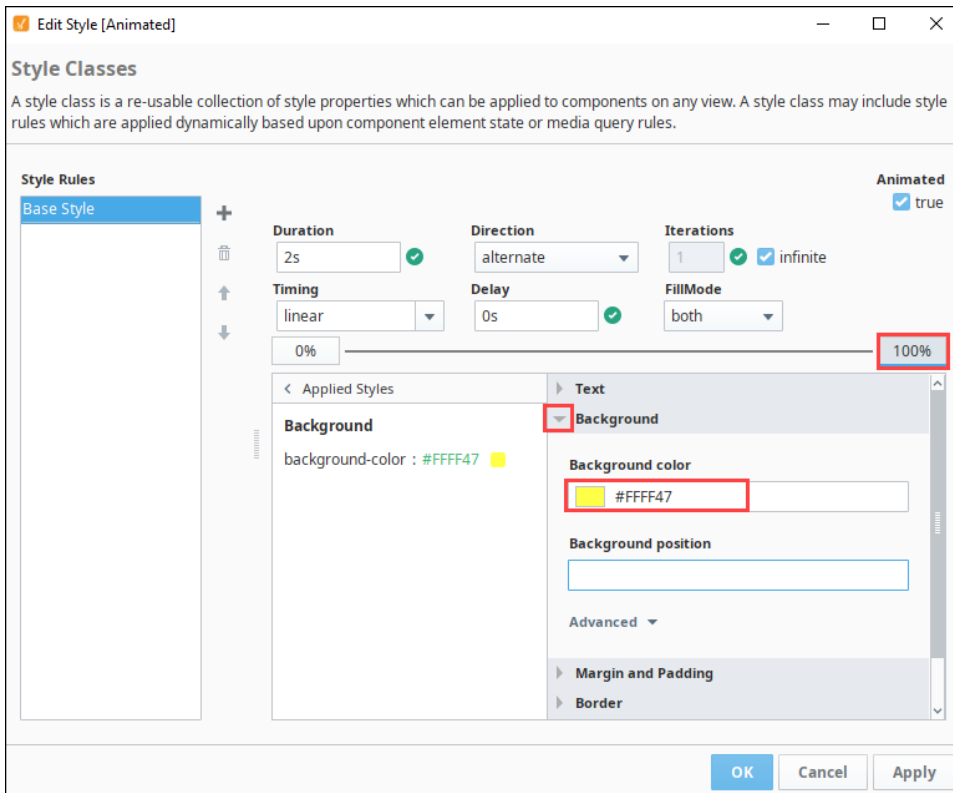 Edit Style [Animated]
Style Classes
A style class is a re-usable collection of style properties which can be applied to components on any view. A style class may include style
rules which are applied dynamically based upon component element state or media query rules.
Style Rules
Animated
Base Style
true
Duration Direction Iterations
2s alternate 1 infinite
Timing Delay FillMode
linear 0s both
0% 100%
< Applied Styles
Background
background-color : #FFFF47
Text
Background
Background color
#FFFF47
Background position
Advanced
Margin and Padding
Border
OK Cancel Apply